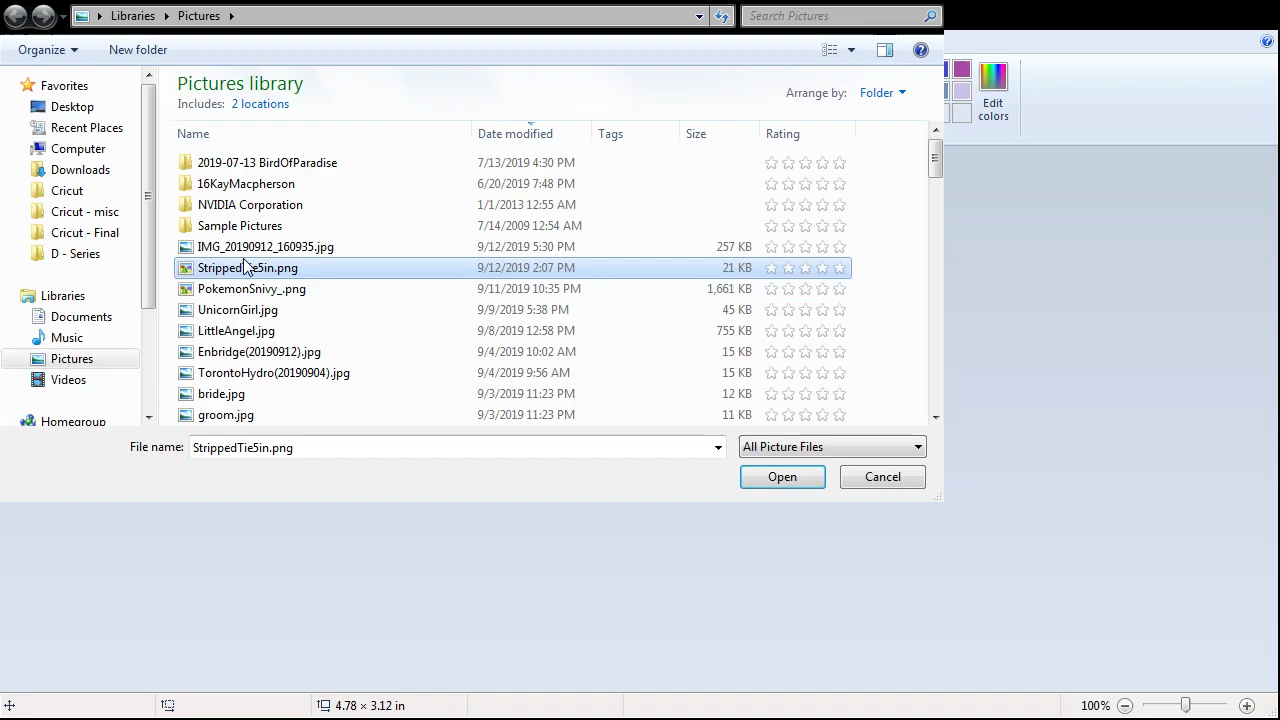 Libraries Pictures Search Pictures
Organize New folder
Edit
colors
Favorites
Desktop
Recent Places
Computer
Downloads
Cricut
Cricut - misc
Cricut - Final
D - Series
Libraries
Documents
Music
Pictures
Videos
Homegroup
Pictures library
Includes: 2 locations
Arrange by: Folder
Name Date modified Tags Size Rating
2019-07-13 BirdOfParadise 7/13/2019 4:30 PM
16KayMacpherson 6/20/2019 7:48 PM
NVIDIA Corporation 1/1/2013 12:55 AM
Sample Pictures 7/14/2009 12:54 AM
IMG_20190912_160935.jpg 9/12/2019 5:30 PM 257 KB
StrippedTie5in.png 9/12/2019 2:07 PM 21 KB
PokemonSnivy_.png 9/11/2019 10:35 PM 1,661 KB
UnicornGirl.jpg 9/9/2019 5:38 PM 45 KB
LittleAngel.jpg 9/8/2019 12:58 PM 755 KB
Enbridge(20190912).jpg 9/4/2019 10:02 AM 15 KB
TorontoHydro(20190904).jpg 9/4/2019 9:56 AM 15 KB
bride.jpg 9/3/2019 11:23 PM 12 KB
groom.jpg 9/3/2019 11:23 PM 11 KB
File name: StrippedTie5in.png All Picture Files
Open Cancel
4.78 × 3.12 in 100%